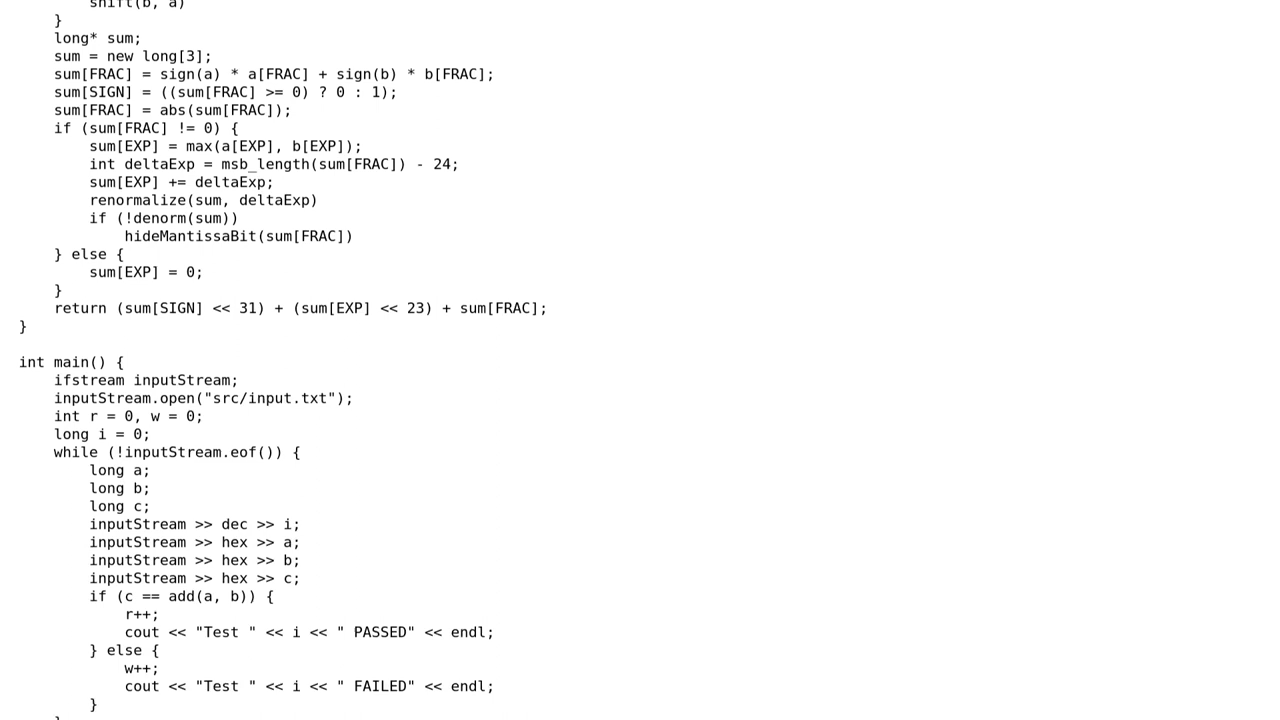 shift(b, a)
}
long* sum;
sum = new long[3];
sum[FRAC] = sign(a) * a[FRAC] + sign(b) * b[FRAC];
sum[SIGN] = ((sum[FRAC] >= 0) ? 0 : 1);
sum[FRAC] = abs(sum[FRAC]);
if (sum[FRAC] != 0) {
sum[EXP] = max(a[EXP], b[EXP]);
int deltaExp = msb_length(sum[FRAC]) - 24;
sum[EXP] += deltaExp;
renormalize(sum, deltaExp)
if (!denorm(sum))
hideMantissaBit(sum[FRAC])
} else {
sum[EXP] = 0;
}
return (sum[SIGN] << 31) + (sum[EXP] << 23) + sum[FRAC];
}
int main() {
ifstream inputStream;
inputStream.open("src/input.txt");
int r = 0, w = 0;
long i = 0;
while (!inputStream.eof()) {
long a;
long b;
long c;
inputStream >> dec >> i;
inputStream >> hex >> a;
inputStream >> hex >> b;
inputStream >> hex >> c;
if (c == add(a, b)) {
r++;
cout << "Test " << i << " PASSED" << endl;
} else {
w++;
cout << "Test " << i << " FAILED" << endl;
}
}